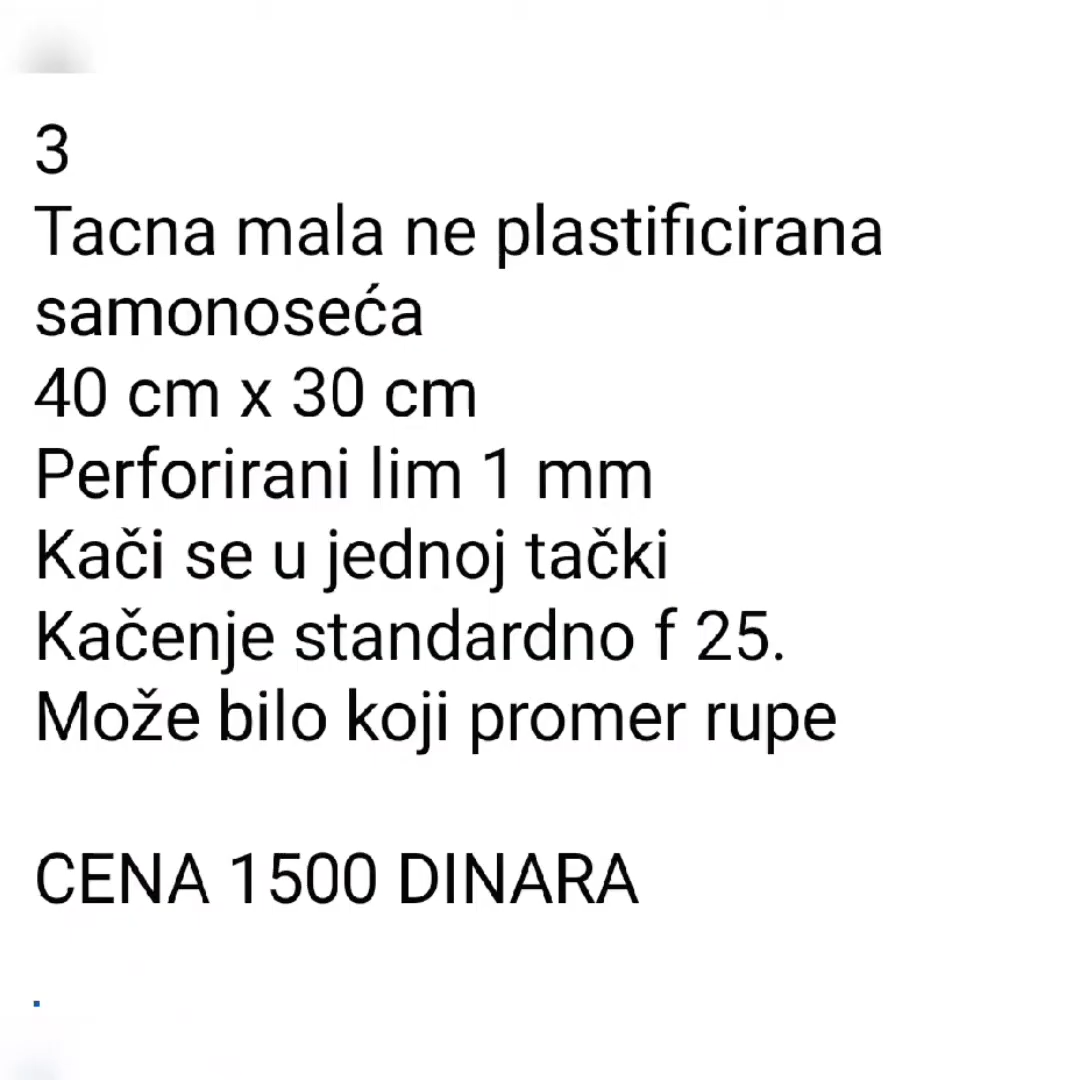 3
Tacna mala ne plastificirana
samonoseća
40 cm x 30 cm
Perforirani lim 1 mm
Kači se u jednoj tački
Kačenje standardno f 25.
Može bilo koji promer rupe
CENA 1500 DINARA